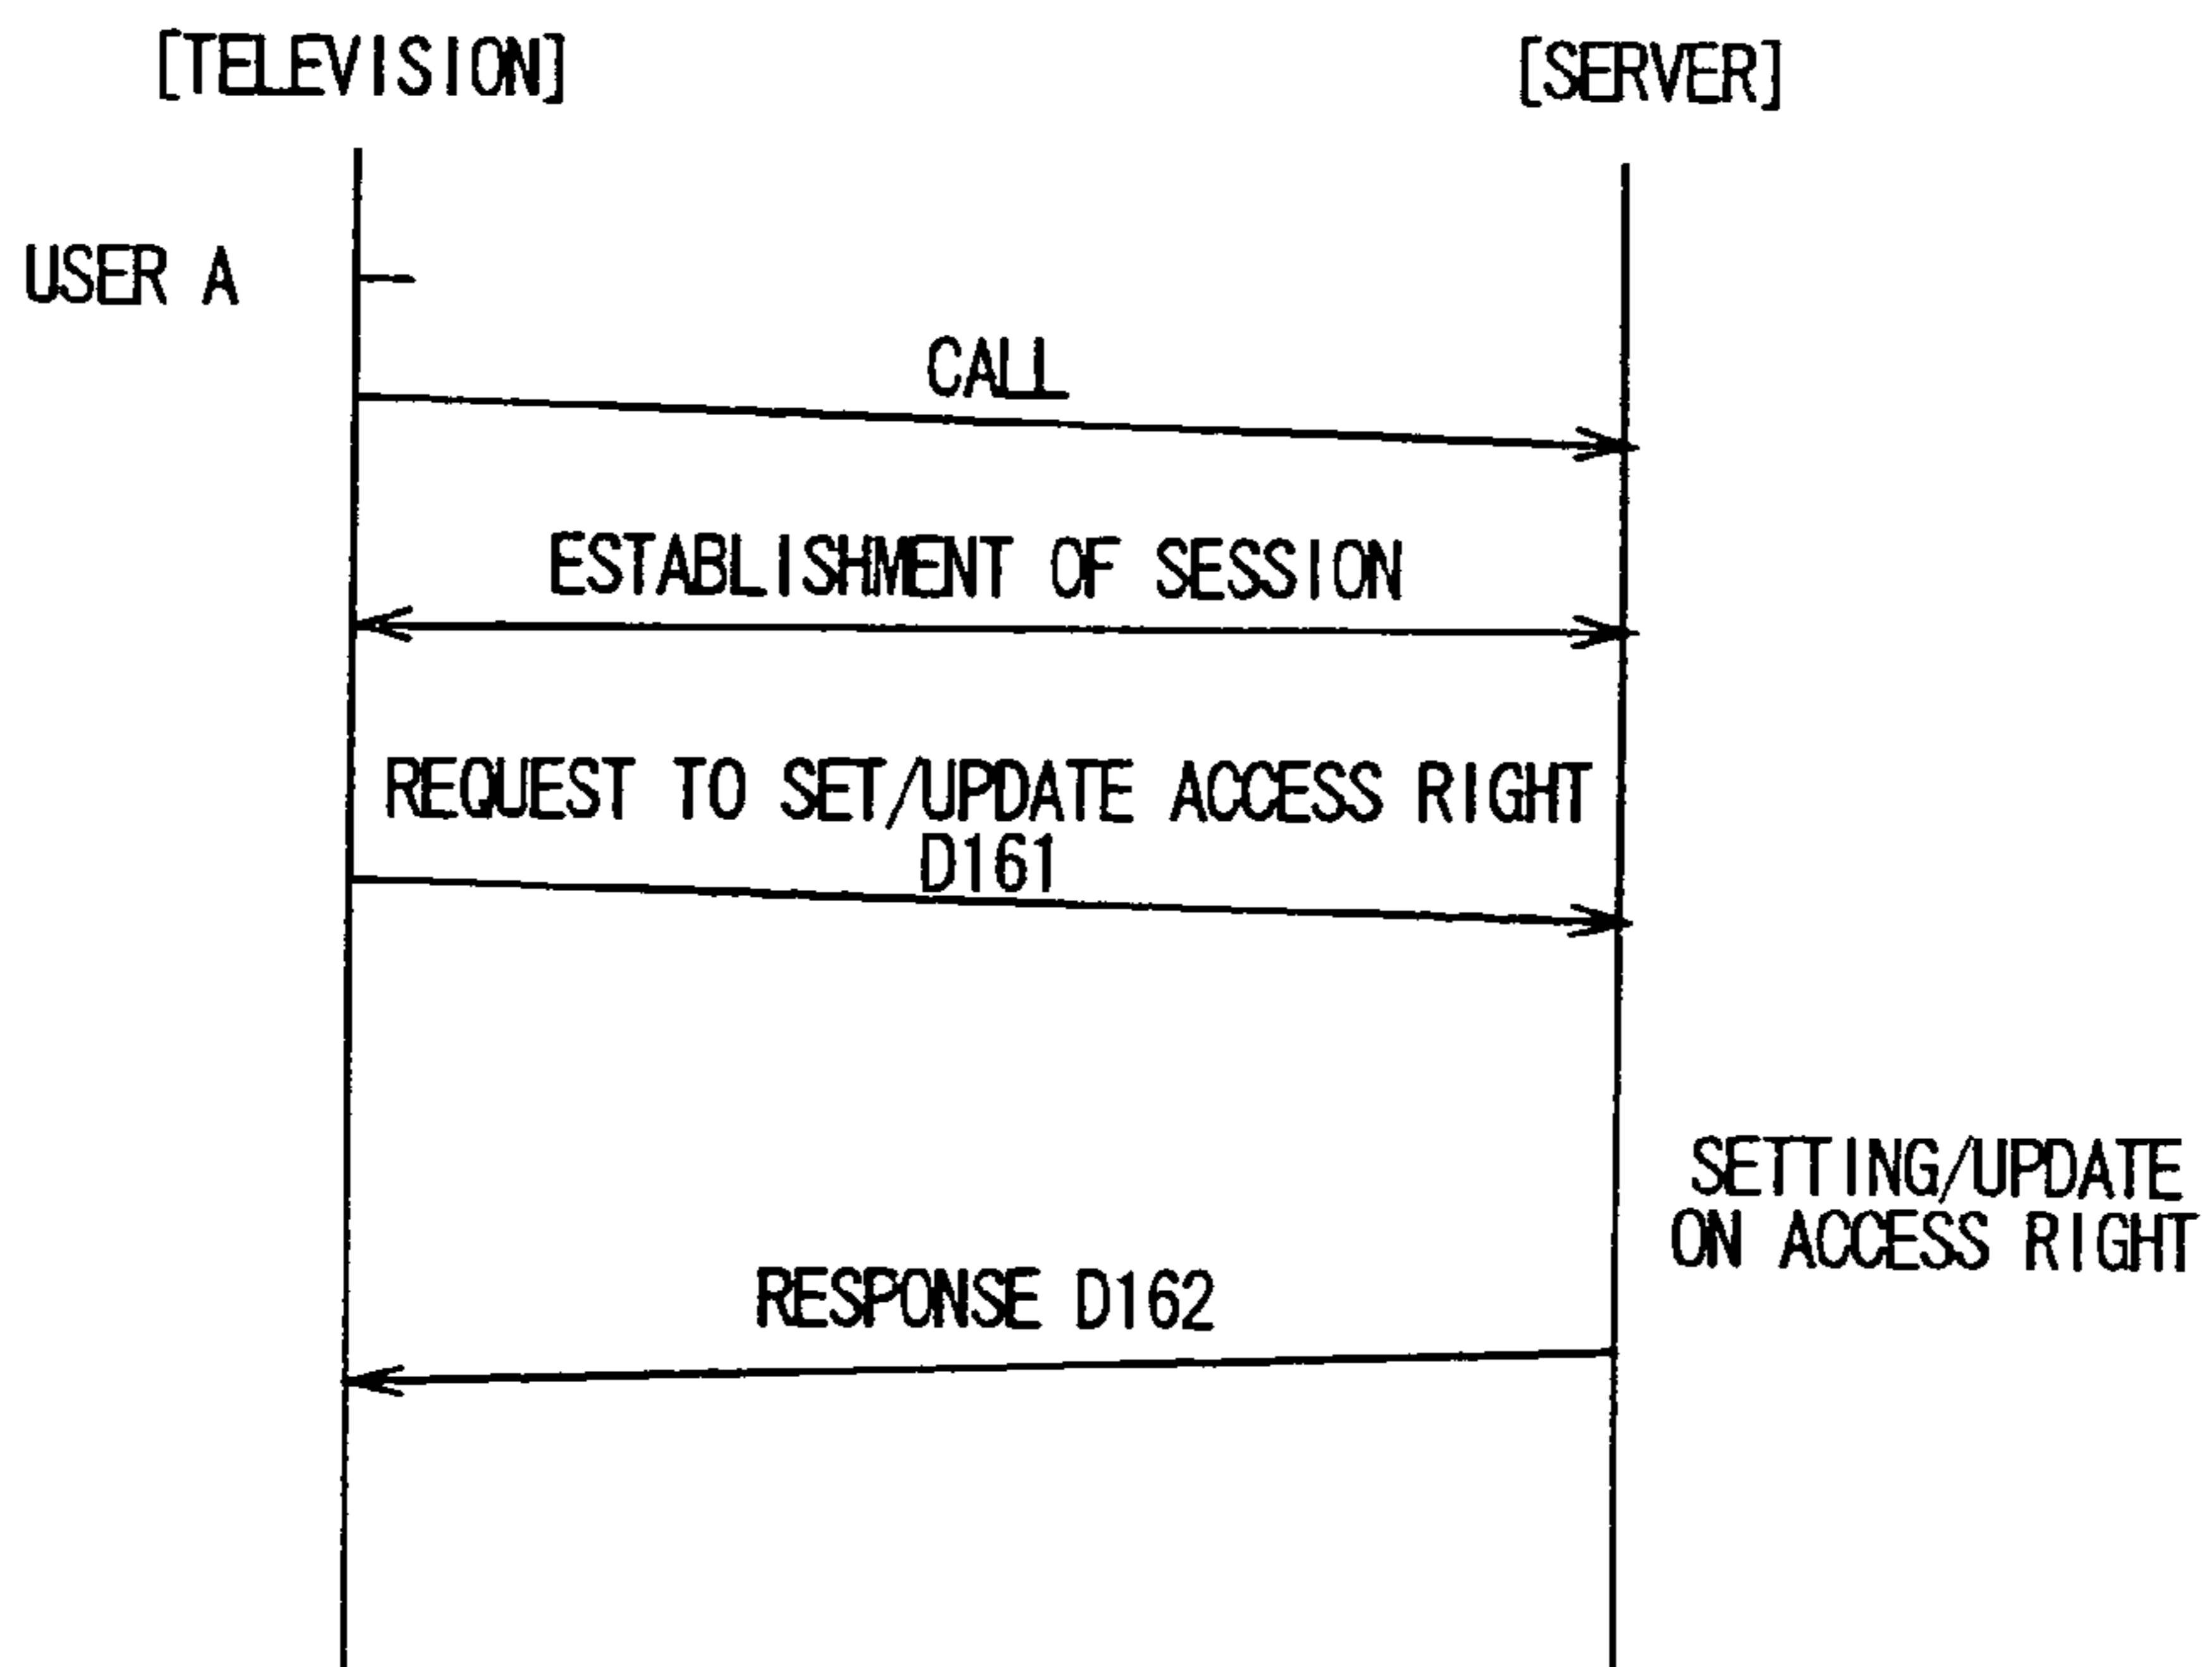 [TELEVISION]
[SERVER]
USER A
CALL
ESTABLISHMENT OF SESSION
REQUEST TO SET/UPDATE ACCESS RIGHT
D161
SETTING/UPDATE
ON ACCESS RIGHT
RESPONSE D162